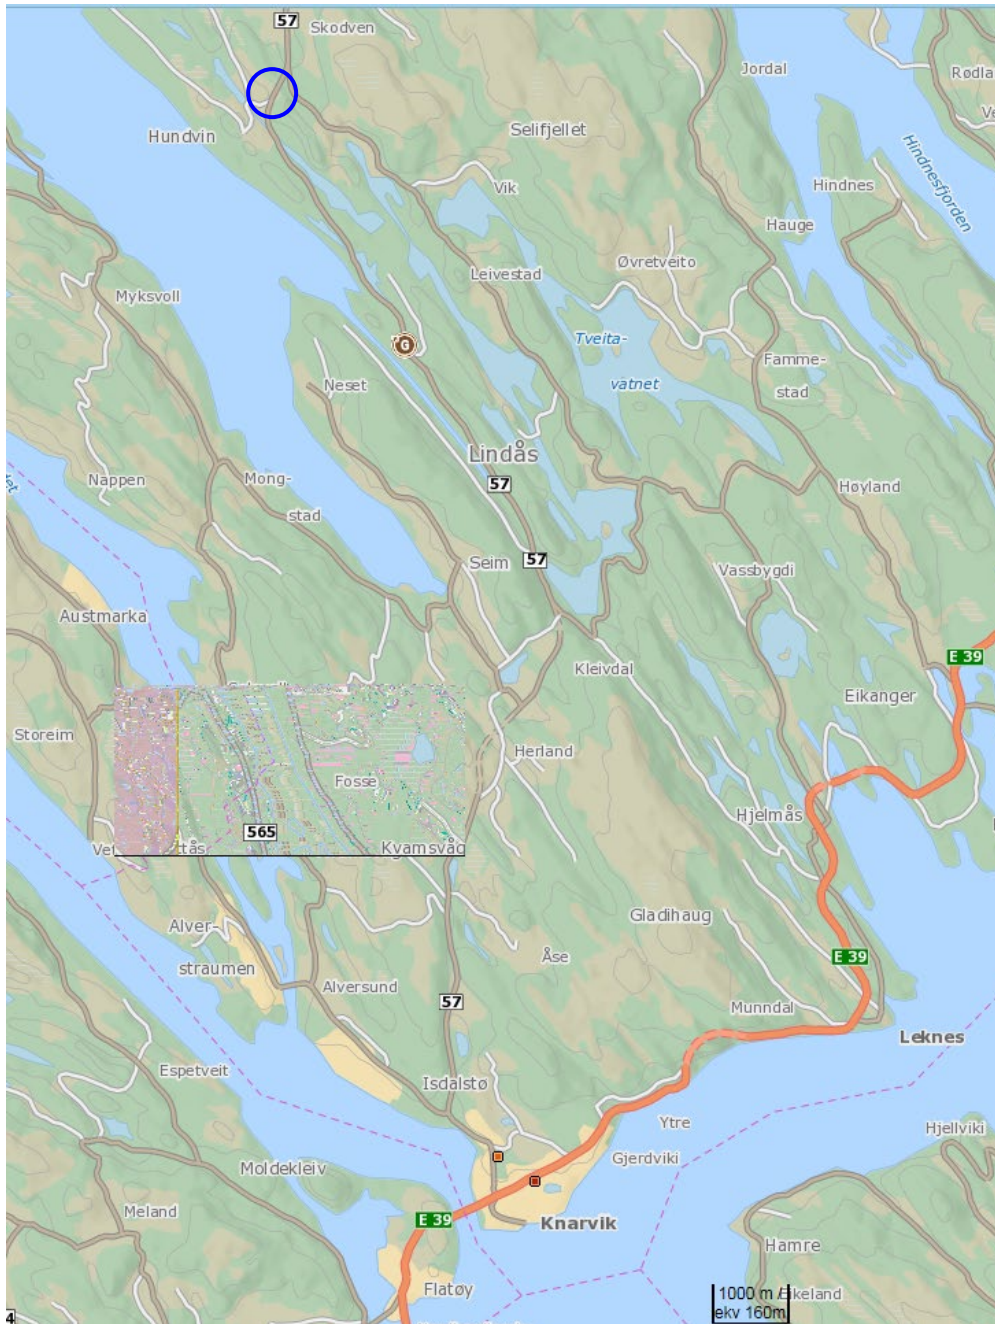 57
Skodven
Jordal
Rødla
Hundvin
Selifjellet
Hindnesfjorden
Vik
Hindnes
Hauge
Øvretveito
Leivestad
Myksvoll
Tveita-
vatnet
G
Famme-
stad
Neset
Lindås
57
Nappen
Mong-
stad
Høyland
Seim
57
Vassbygdi
Austmarka
E 39
Kleivdal
Eikanger
Storeim
Herland
Fosse
Hjelmås
565
Kvamsvåg
Gladihaug
Alver-
straumen
Åse
E 39
Alversund
57
Munndal
Leknes
Espetveit
Isdalstø
Ytre
Gjerdviki
Hjellviki
Moldekleiv
Meland
E 39
Knarvik
Hamre
Flatøy
1000 m /
ekv 160m
Eikeland
4